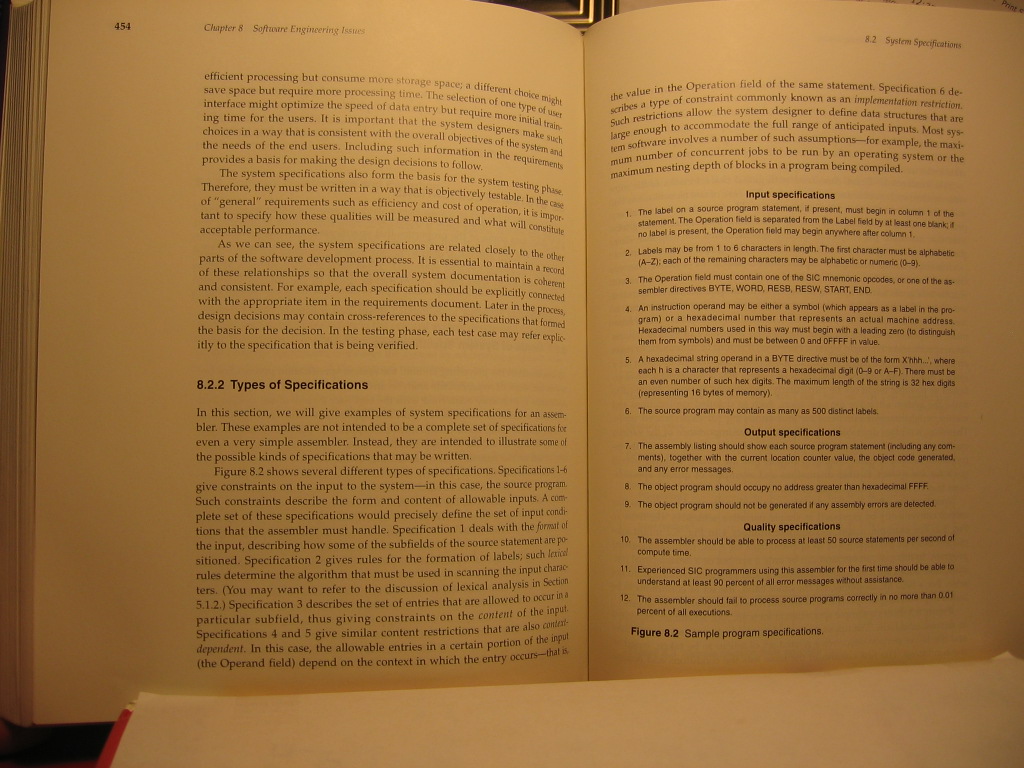 454
Chapter 8 Software Engineering Issues
efficient processing but consume more storage space; a different choice might
save space but require more processing time. The selection of one type of user
interface might optimize the speed of data entry but require more initial train-
ing time for the users. It is important that the system designers make such
choices in a way that is consistent with the overall objectives of the system and
the needs of the end users. Including such information in the requirements
provides a basis for making the design decisions to follow.
The system specifications also form the basis for the system testing phase.
Therefore, they must be written in a way that is objectively testable. In the case
of "general" requirements such as efficiency and cost of operation, it is impor-
tant to specify how these qualities will be measured and what will constitute
acceptable performance.
As we can see, the system specifications are related closely to the other
parts of the software development process. It is essential to maintain a record
of these relationships so that the overall system documentation is coherent
and consistent. For example, each specification should be explicitly connected
with the appropriate item in the requirements document. Later in the process,
design decisions may contain cross-references to the specifications that formed
the basis for the decision. In the testing phase, each test case may refer explic-
itly to the specification that is being verified.
8.2.2 Types of Specifications
In this section, we will give examples of system specifications for an assem-
bler. These examples are not intended to be a complete set of specifications for
even a very simple assembler. Instead, they are intended to illustrate some of
the possible kinds of specifications that may be written.
Figure 8.2 shows several different types of specifications. Specifications 1–6
give constraints on the input to the system—in this case, the source program.
Such constraints describe the form and content of allowable inputs. A com-
plete set of these specifications would precisely define the set of input condi-
tions that the assembler must handle. Specification 1 deals with the format of
the input, describing how some of the subfields of the source statement are po-
sitioned. Specification 2 gives rules for the formation of labels; such lexical
rules determine the algorithm that must be used in scanning the input charac-
ters. (You may want to refer to the discussion of lexical analysis in Section
5.1.2.) Specification 3 describes the set of entries that are allowed to occur in a
particular subfield, thus giving constraints on the content of the input.
Specifications 4 and 5 give similar content restrictions that are also context-
dependent. In this case, the allowable entries in a certain portion of the input
(the Operand field) depend on the context in which the entry occurs—that is,
8.2 System Specifications
the value in the Operation field of the same statement. Specification 6 de-
scribes a type of constraint commonly known as an implementation restriction.
Such restrictions allow the system designer to define data structures that are
large enough to accommodate the full range of anticipated inputs. Most sys-
tem software involves a number of such assumptions—for example, the maxi-
mum number of concurrent jobs to be run by an operating system or the
maximum nesting depth of blocks in a program being compiled.
Input specifications
1. The label on a source program statement, if present, must begin in column 1 of the
statement. The Operation field is separated from the Label field by at least one blank; if
no label is present, the Operation field may begin anywhere after column 1.
2. Labels may be from 1 to 6 characters in length. The first character must be alphabetic
(A–Z); each of the remaining characters may be alphabetic or numeric (0–9).
3. The Operation field must contain one of the SIC mnemonic opcodes, or one of the as-
sembler directives BYTE, WORD, RESB, RESW, START, END.
4. An instruction operand may be either a symbol (which appears as a label in the pro-
gram) or a hexadecimal number that represents an actual machine address.
Hexadecimal numbers used in this way must begin with a leading zero (to distinguish
them from symbols) and must be between 0 and 0FFFF in value.
5. A hexadecimal string operand in a BYTE directive must be of the form X'hhh...', where
each h is a character that represents a hexadecimal digit (0–9 or A–F). There must be
an even number of such hex digits. The maximum length of the string is 32 hex digits
(representing 16 bytes of memory).
6. The source program may contain as many as 500 distinct labels.
Output specifications
7. The assembly listing should show each source program statement (including any com-
ments), together with the current location counter value, the object code generated,
and any error messages.
8. The object program should occupy no address greater than hexadecimal FFFF.
9. The object program should not be generated if any assembly errors are detected.
Quality specifications
10. The assembler should be able to process at least 50 source statements per second of
compute time.
11. Experienced SIC programmers using this assembler for the first time should be able to
understand at least 90 percent of all error messages without assistance.
12. The assembler should fail to process source programs correctly in no more than 0.01
percent of all executions.
Figure 8.2 Sample program specifications.